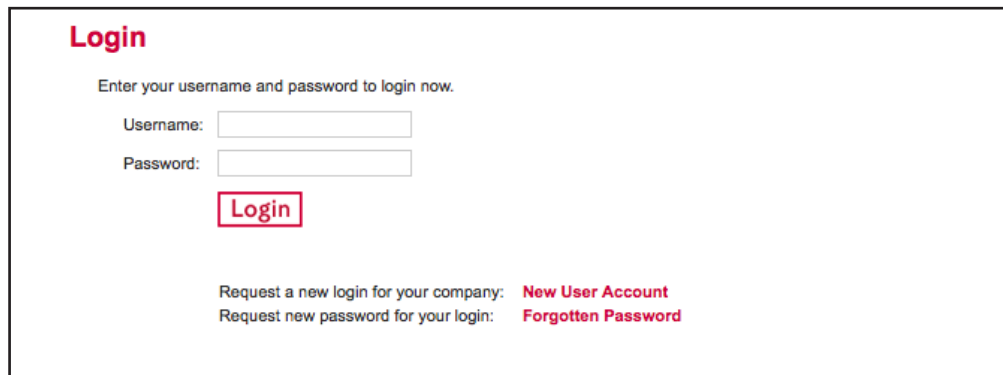 Login
Enter your username and password to login now.
Username:
Password:
Login
Request a new login for your company: New User Account
Request new password for your login: Forgotten Password